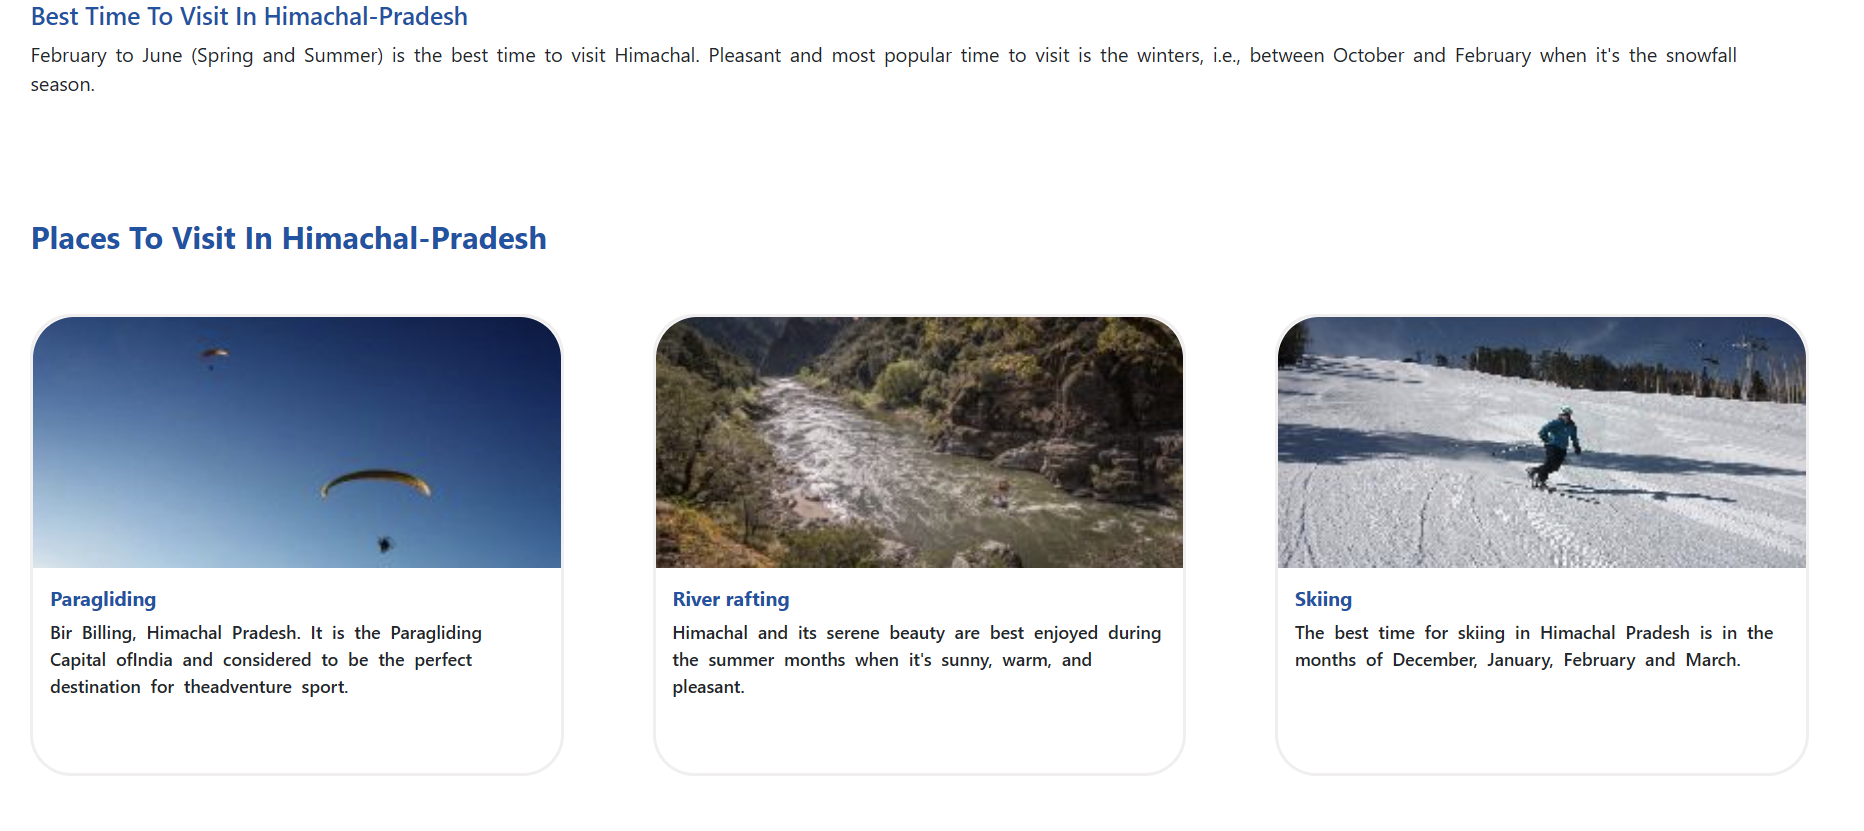 Best Time To Visit In Himachal-Pradesh
February to June (Spring and Summer) is the best time to visit Himachal. Pleasant and most popular time to visit is the winters, i.e., between October and February when it's the snowfall
season.
Places To Visit In Himachal-Pradesh
Paragliding
Bir Billing, Himachal Pradesh. It is the Paragliding
Capital ofIndia and considered to be the perfect
destination for theadventure sport.
River rafting
Himachal and its serene beauty are best enjoyed during
the summer months when it's sunny, warm, and
pleasant.
Skiing
The best time for skiing in Himachal Pradesh is in the
months of December, January, February and March.